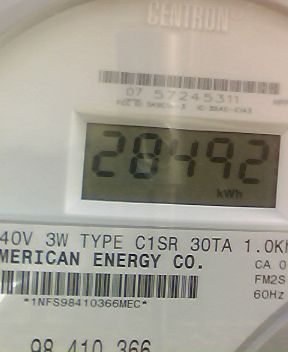 CENTRON
07 57245311
28492
kWh
40V 3W TYPE C1SR 30TA 1.0K
MERICAN ENERGY CO.
CA 0
FM2S
60Hz
*1NFS98410366MEC*
98 410 366